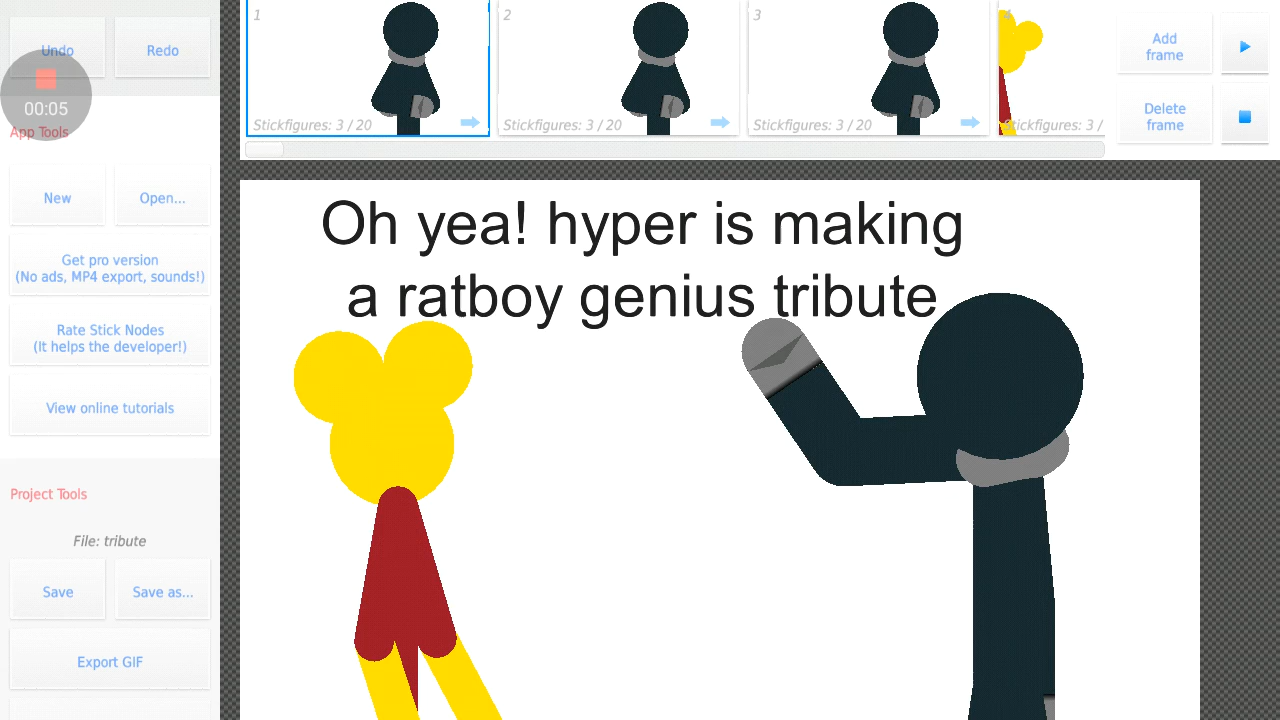 Undo
Redo
00:05
App Tools
New
Open...
Get pro version
(No ads, MP4 export, sounds!)
Rate Stick Nodes
(It helps the developer!)
View online tutorials
Project Tools
File: tribute
Save
Save as...
Export GIF
1
Stickfigures: 3 / 20
2
Stickfigures: 3 / 20
3
Stickfigures: 3 / 20
4
Stickfigures: 3 /
Add
frame
Delete
frame
Oh yea! hyper is making
a ratboy genius tribute